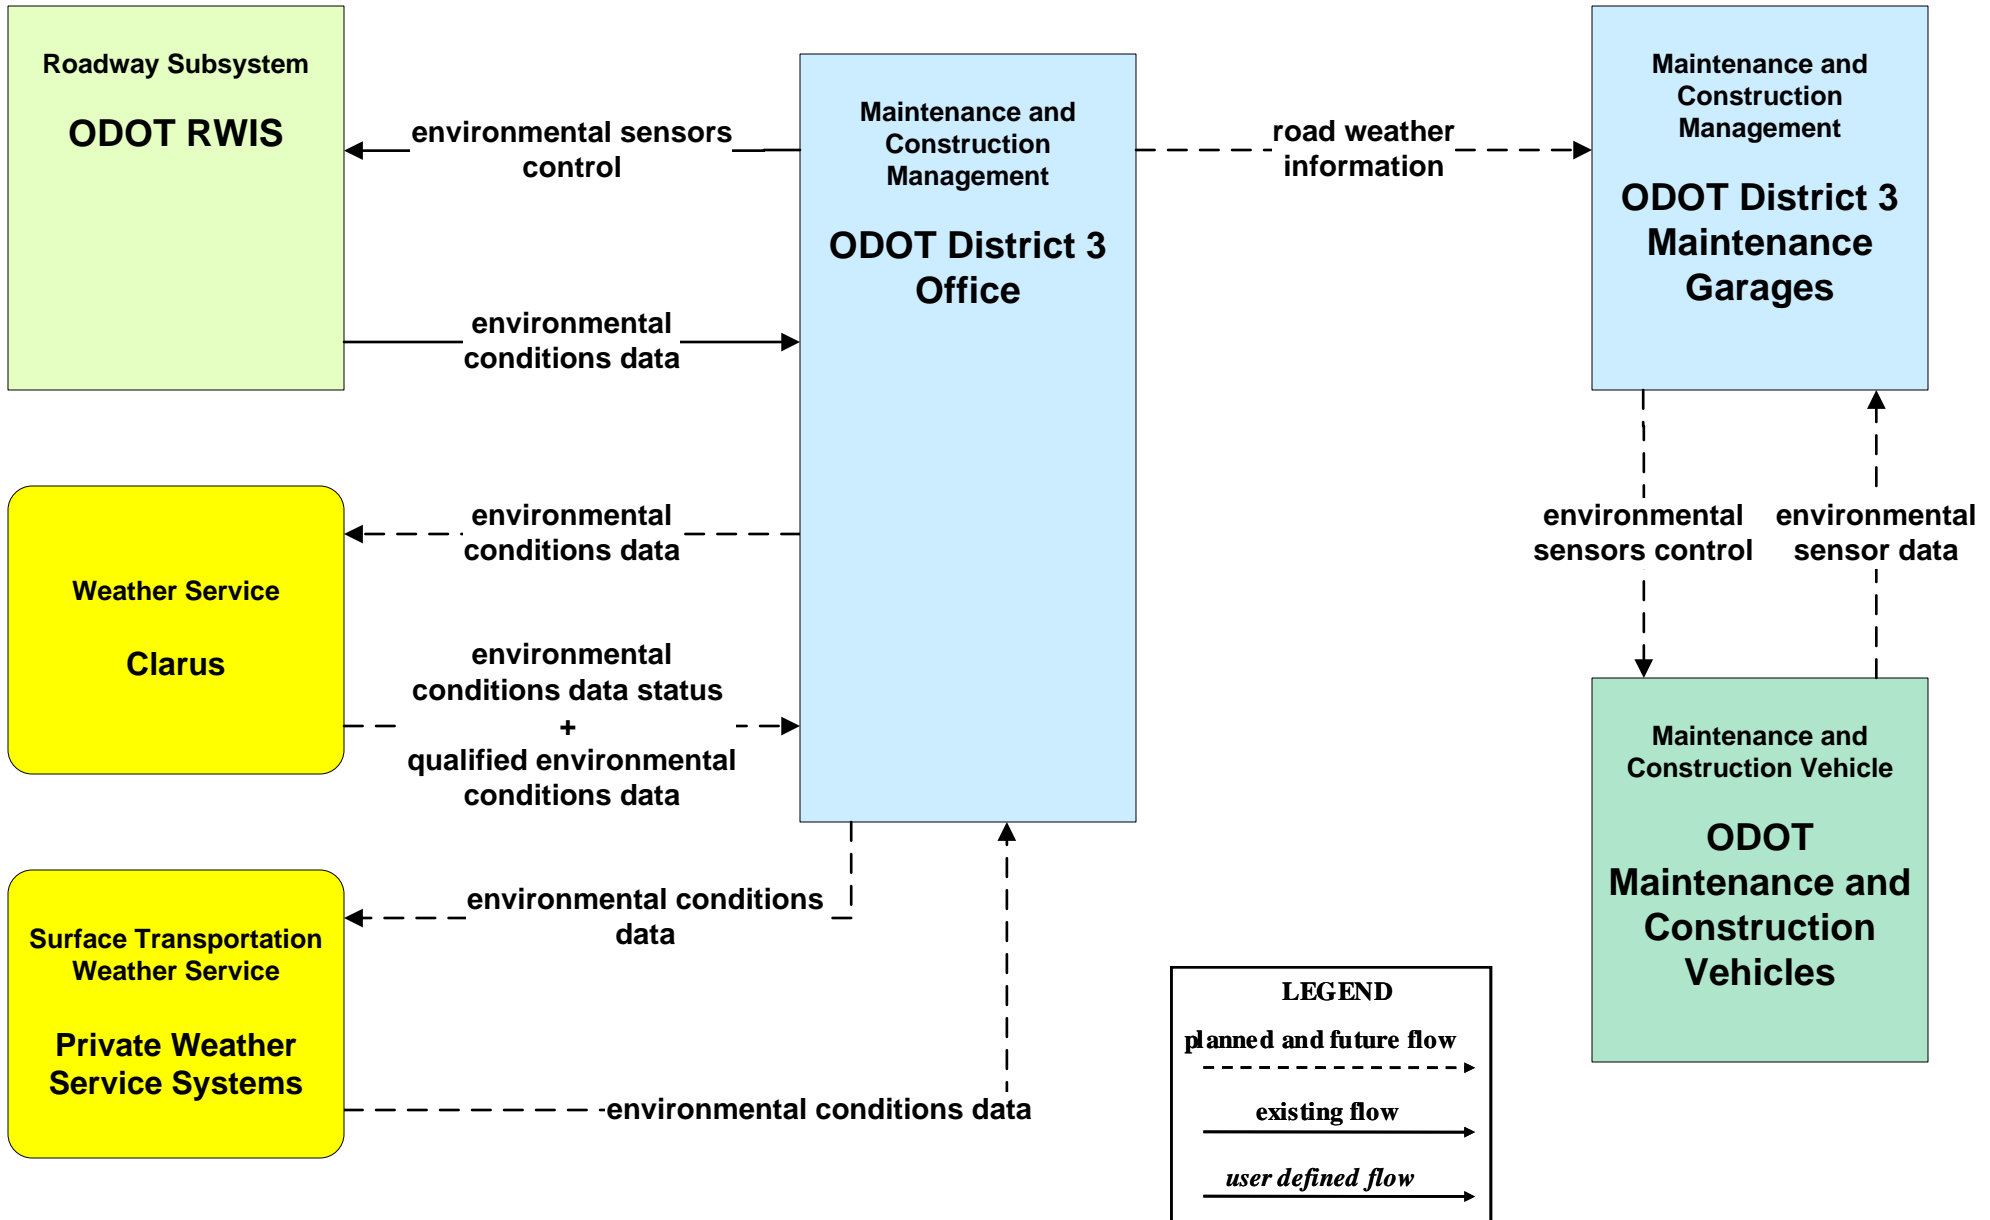 Roadway Subsystem
ODOT RWIS
environmental sensors
control
environmental
conditions data
Maintenance and
Construction
Management
ODOT District 3
Office
road weather
information
Maintenance and
Construction
Management
ODOT District 3
Maintenance
Garages
Weather Service
Clarus
environmental
conditions data
environmental
conditions data status
+
qualified environmental
conditions data
environmental
sensors control
environmental
sensor data
Surface Transportation
Weather Service
Private Weather
Service Systems
environmental conditions
data
environmental conditions data
Maintenance and
Construction Vehicle
ODOT
Maintenance and
Construction
Vehicles
LEGEND
planned and future flow
existing flow
user defined flow